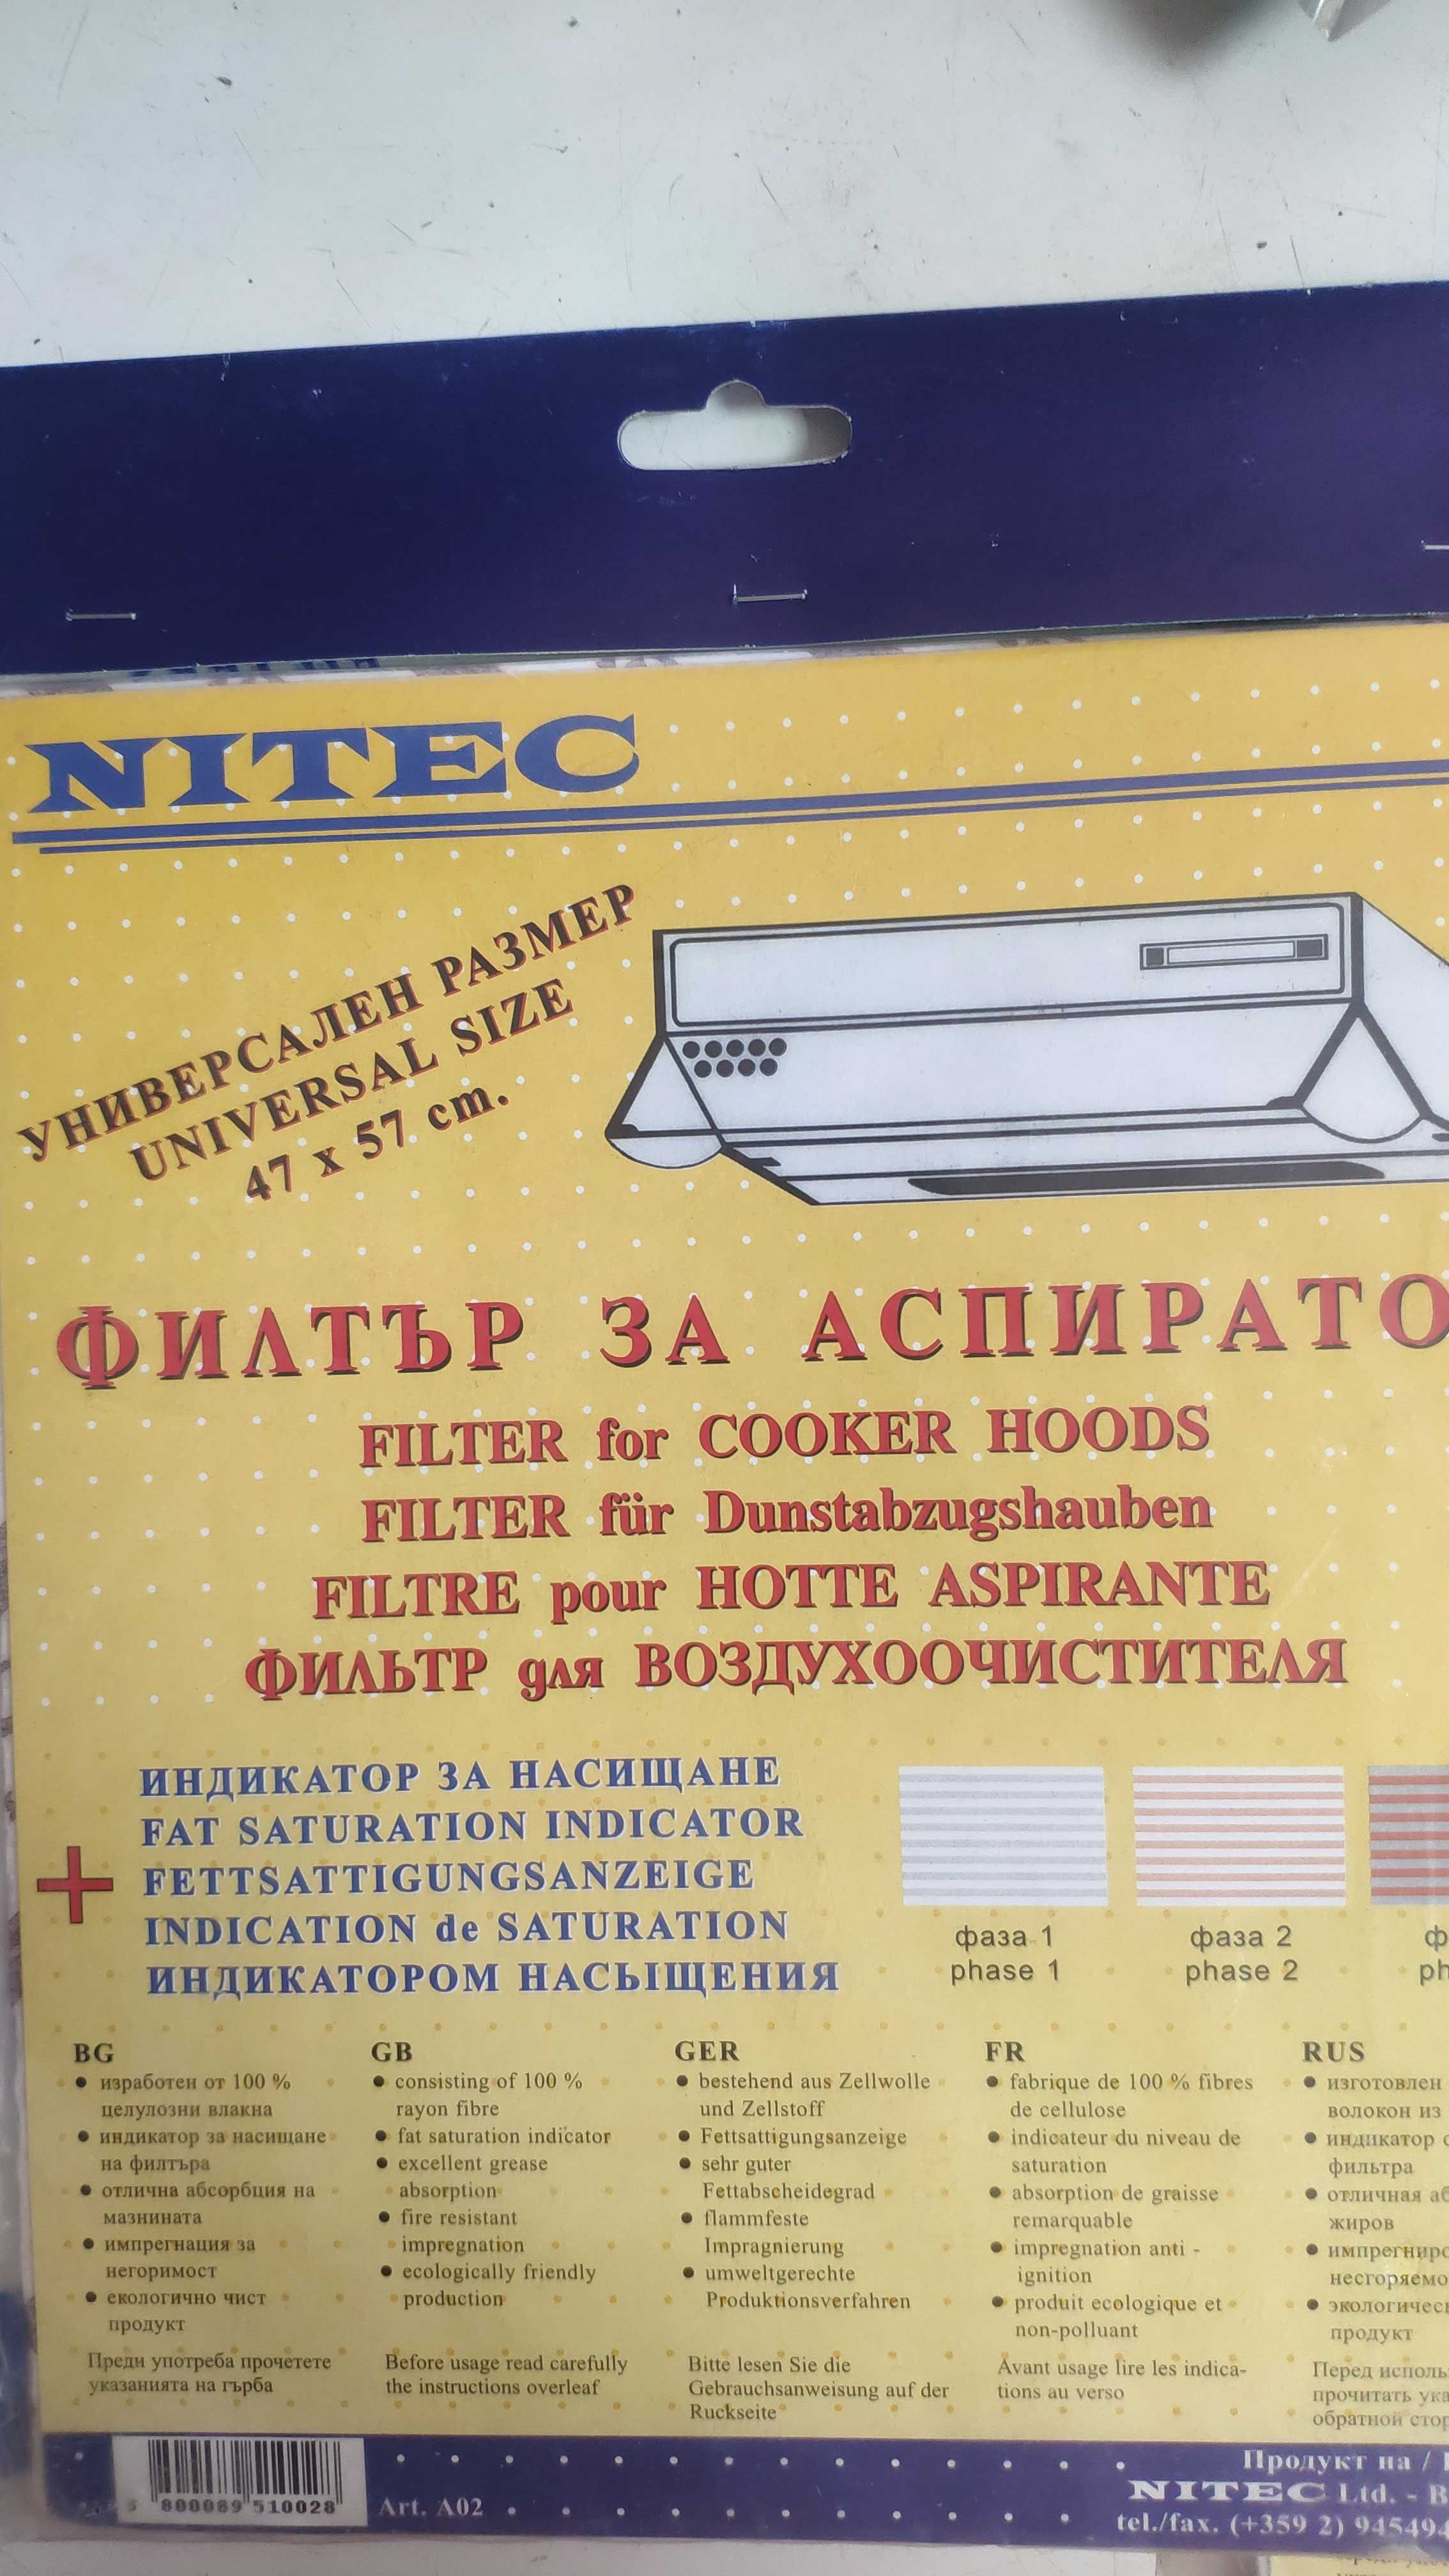 NITEC
УНИВЕРСАЛЕН РАЗМЕР
UNIVERSAL SIZE
47 x 57 cm.
ФИЛТЪР ЗА АСПИРАТО
FILTER for COOKER HOODS
FILTER für Dunstabzugshauben
FILTRE pour HOTTE ASPIRANTE
ФИЛЬТР для ВОЗДУХООЧИСТИТЕЛЯ
+
ИНДИКАТОР ЗА НАСИЩАНЕ
FAT SATURATION INDICATOR
FETTSATTIGUNGSANZEIGE
INDICATION de SATURATION
ИНДИКАТОРОМ НАСЫЩЕНИЯ
фаза 1
phase 1
фаза 2
phase 2
ф
ph
BG
● изработен от 100 %
целулозни влакна
● индикатор за насищане
на филтъра
● отлична абсорбция на
мазнината
● импрегнация за
негоримост
● екологично чист
продукт
Преди употреба прочетете
указанията на гърба
GB
● consisting of 100 %
rayon fibre
● fat saturation indicator
● excellent grease
absorption
● fire resistant
impregnation
● ecologically friendly
production
Before usage read carefully
the instructions overleaf
GER
● bestehend aus Zellwolle
und Zellstoff
● Fettsattigungsanzeige
● sehr guter
Fettabscheidegrad
● flammfeste
Impragnierung
● umweltgerechte
Produktionsverfahren
Bitte lesen Sie die
Gebrauchsanweisung auf der
Ruckseite
FR
● fabrique de 100 % fibres
de cellulose
● indicateur du niveau de
saturation
● absorption de graisse
remarquable
● impregnation anti -
ignition
● produit ecologique et
non-polluant
Avant usage lire les indica-
tions au verso
RUS
● изготовлен
волокон из
● индикатор
фильтра
● отличная аб
жиров
● импрегниро
несгоряемо
● экологичес
продукт
Перед исполь
прочитать ука
обратной стор
800089 510028
Art. A02
Продукт на /
NITEC Ltd. - B
tel./fax. (+359 2) 945494